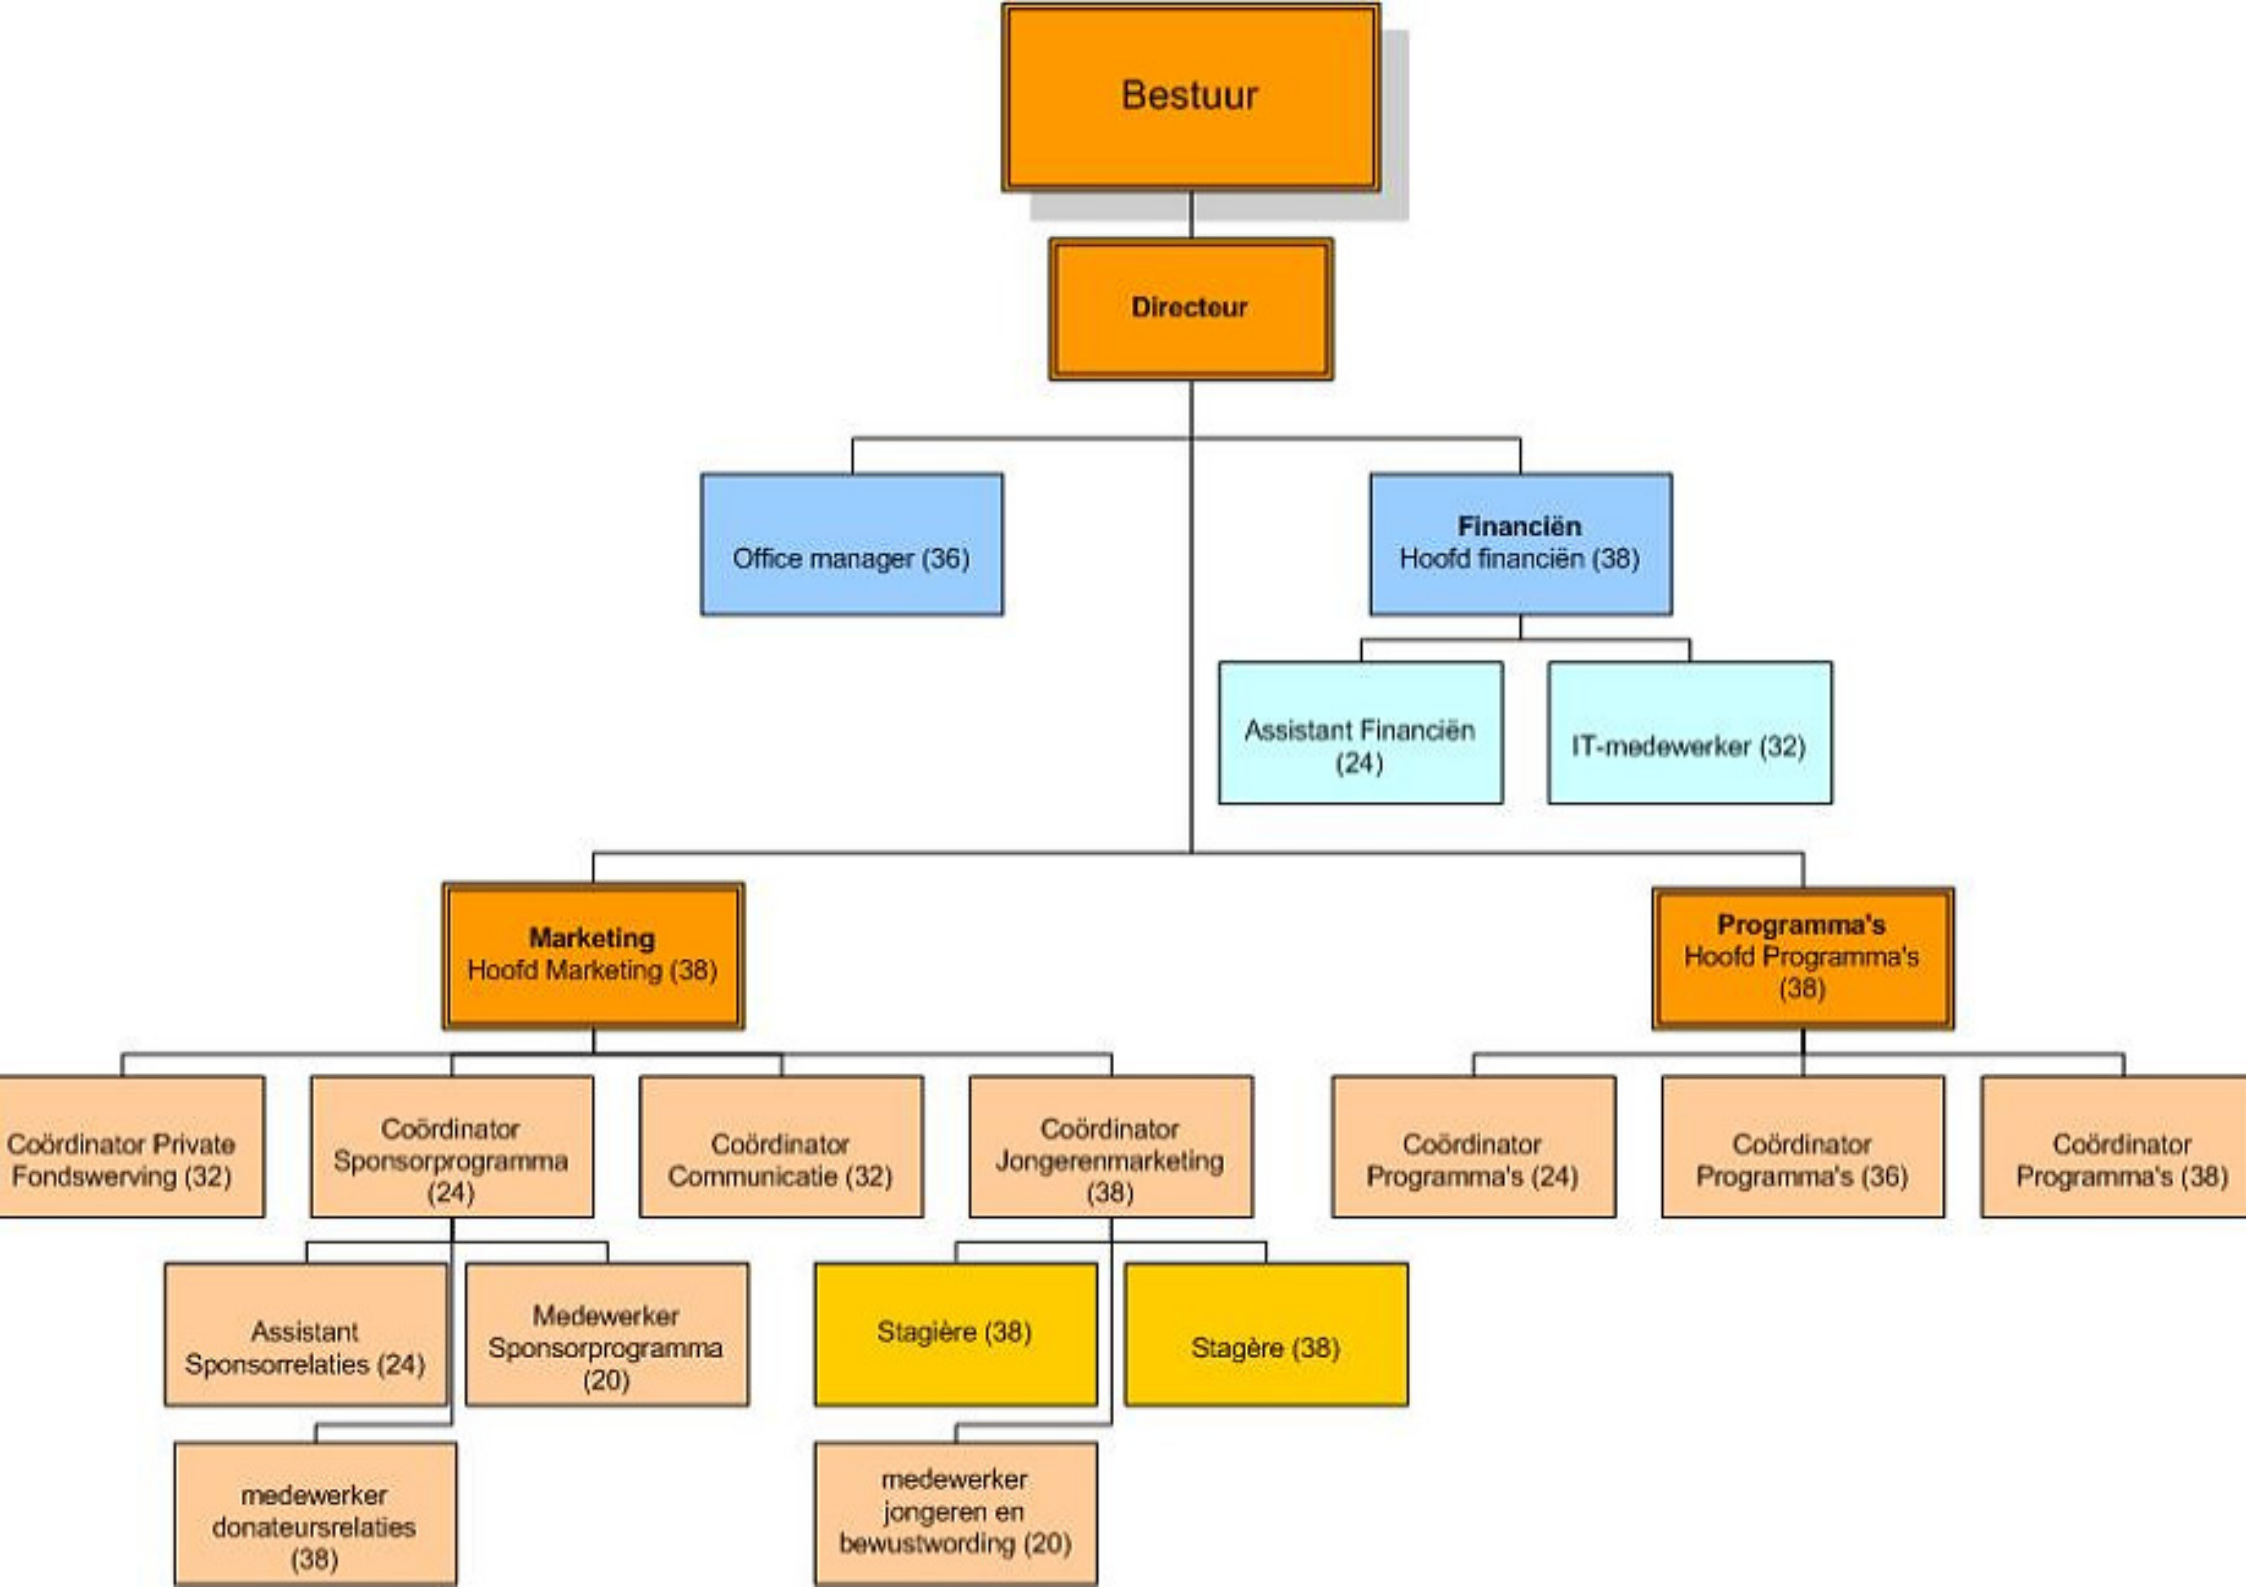 Bestuur
Directeur
Office manager (36)
Financiën
Hoofd financiën (38)
Assistant Financiën
(24)
IT-medewerker (32)
Marketing
Hoofd Marketing (38)
Programma's
Hoofd Programma's
(38)
Coördinator Private
Fondswerving (32)
Coördinator
Sponsorprogramma
(24)
Coördinator
Communicatie (32)
Coördinator
Jongerenmarketing
(38)
Coördinator
Programma's (24)
Coördinator
Programma's (36)
Coördinator
Programma's (38)
Assistant
Sponsorrelaties (24)
Medewerker
Sponsorprogramma
(20)
Stagière (38)
Stagère (38)
medewerker
donateursrelaties
(38)
medewerker
jongeren en
bewustwording (20)